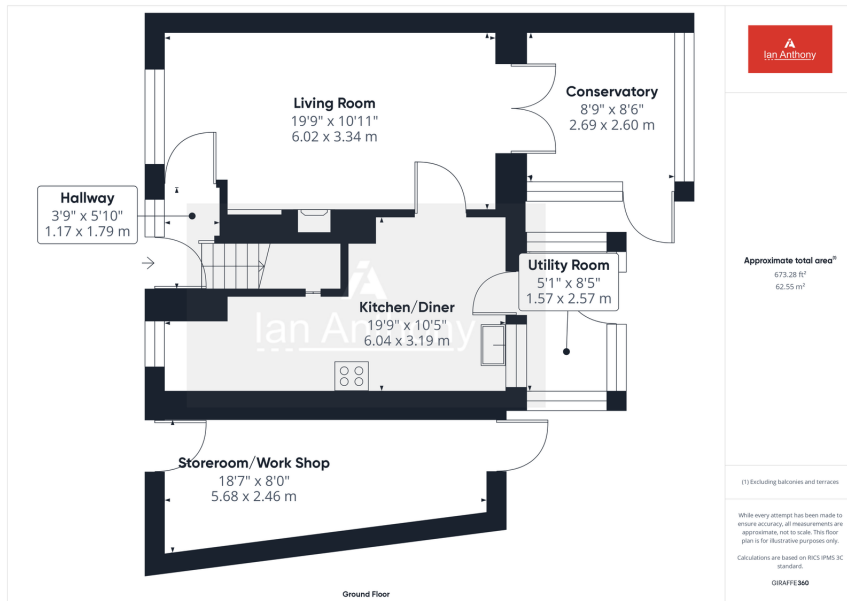 Living Room
19'9" x 10'11"
6.02 x 3.34 m
Conservatory
8'9" x 8'6"
2.69 x 2.60 m
Hallway
3'9" x 5'10"
1.17 x 1.79 m
Utility Room
5'1" x 8'5"
1.57 x 2.57 m
Kitchen/Diner
19'9" x 10'5"
6.04 x 3.19 m
Ian Anthony
Storeroom/Work Shop
18'7" x 8'0"
5.68 x 2.46 m
Ground Floor
Ian Anthony
Approximate total area⁽¹⁾
673.28 ft²
62.55 m²
(1) Excluding balconies and terraces
While every attempt has been made to
ensure accuracy, all measurements are
approximate, not to scale. This floor
plan is for illustrative purposes only.
Calculations are based on RICS IPMS 3C
standard.
GIRAFFE360